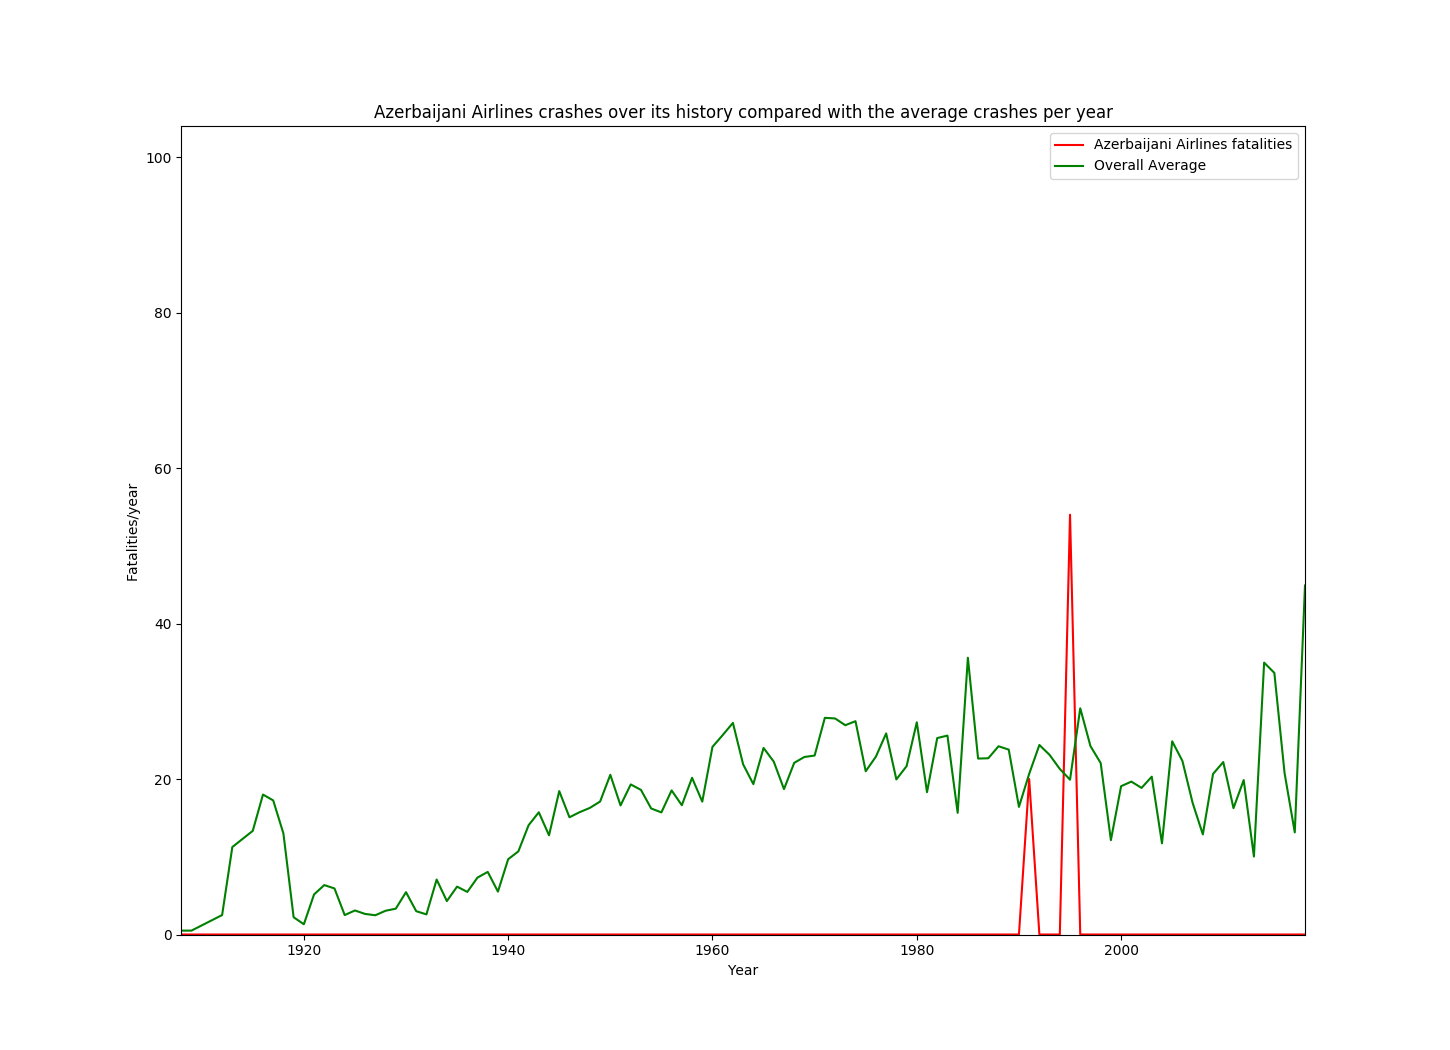 Azerbaijani Airlines crashes over its history compared with the average crashes per year
Azerbaijani Airlines fatalities
Overall Average
100
80
60
40
20
0
Fatalities/year
1920 1940 1960 1980 2000
Year